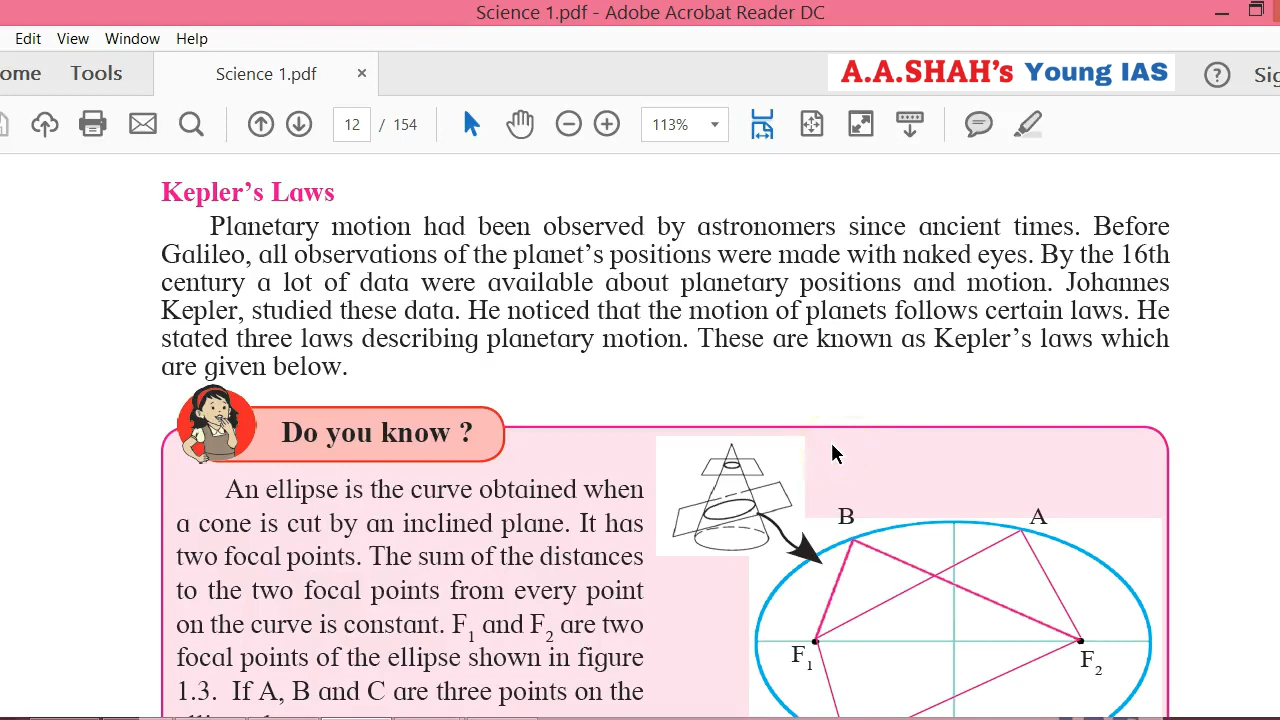 Science 1.pdf - Adobe Acrobat Reader DC
Edit View Window Help
ome Tools Science 1.pdf × A.A.SHAH's Young IAS ? Sig
12 / 154 113%
Kepler's Laws
Planetary motion had been observed by astronomers since ancient times. Before
Galileo, all observations of the planet's positions were made with naked eyes. By the 16th
century a lot of data were available about planetary positions and motion. Johannes
Kepler, studied these data. He noticed that the motion of planets follows certain laws. He
stated three laws describing planetary motion. These are known as Kepler's laws which
are given below.
Do you know ?
An ellipse is the curve obtained when
a cone is cut by an inclined plane. It has
two focal points. The sum of the distances
to the two focal points from every point
on the curve is constant. F1 and F2 are two
focal points of the ellipse shown in figure
1.3. If A, B and C are three points on the
B A
F1 F2